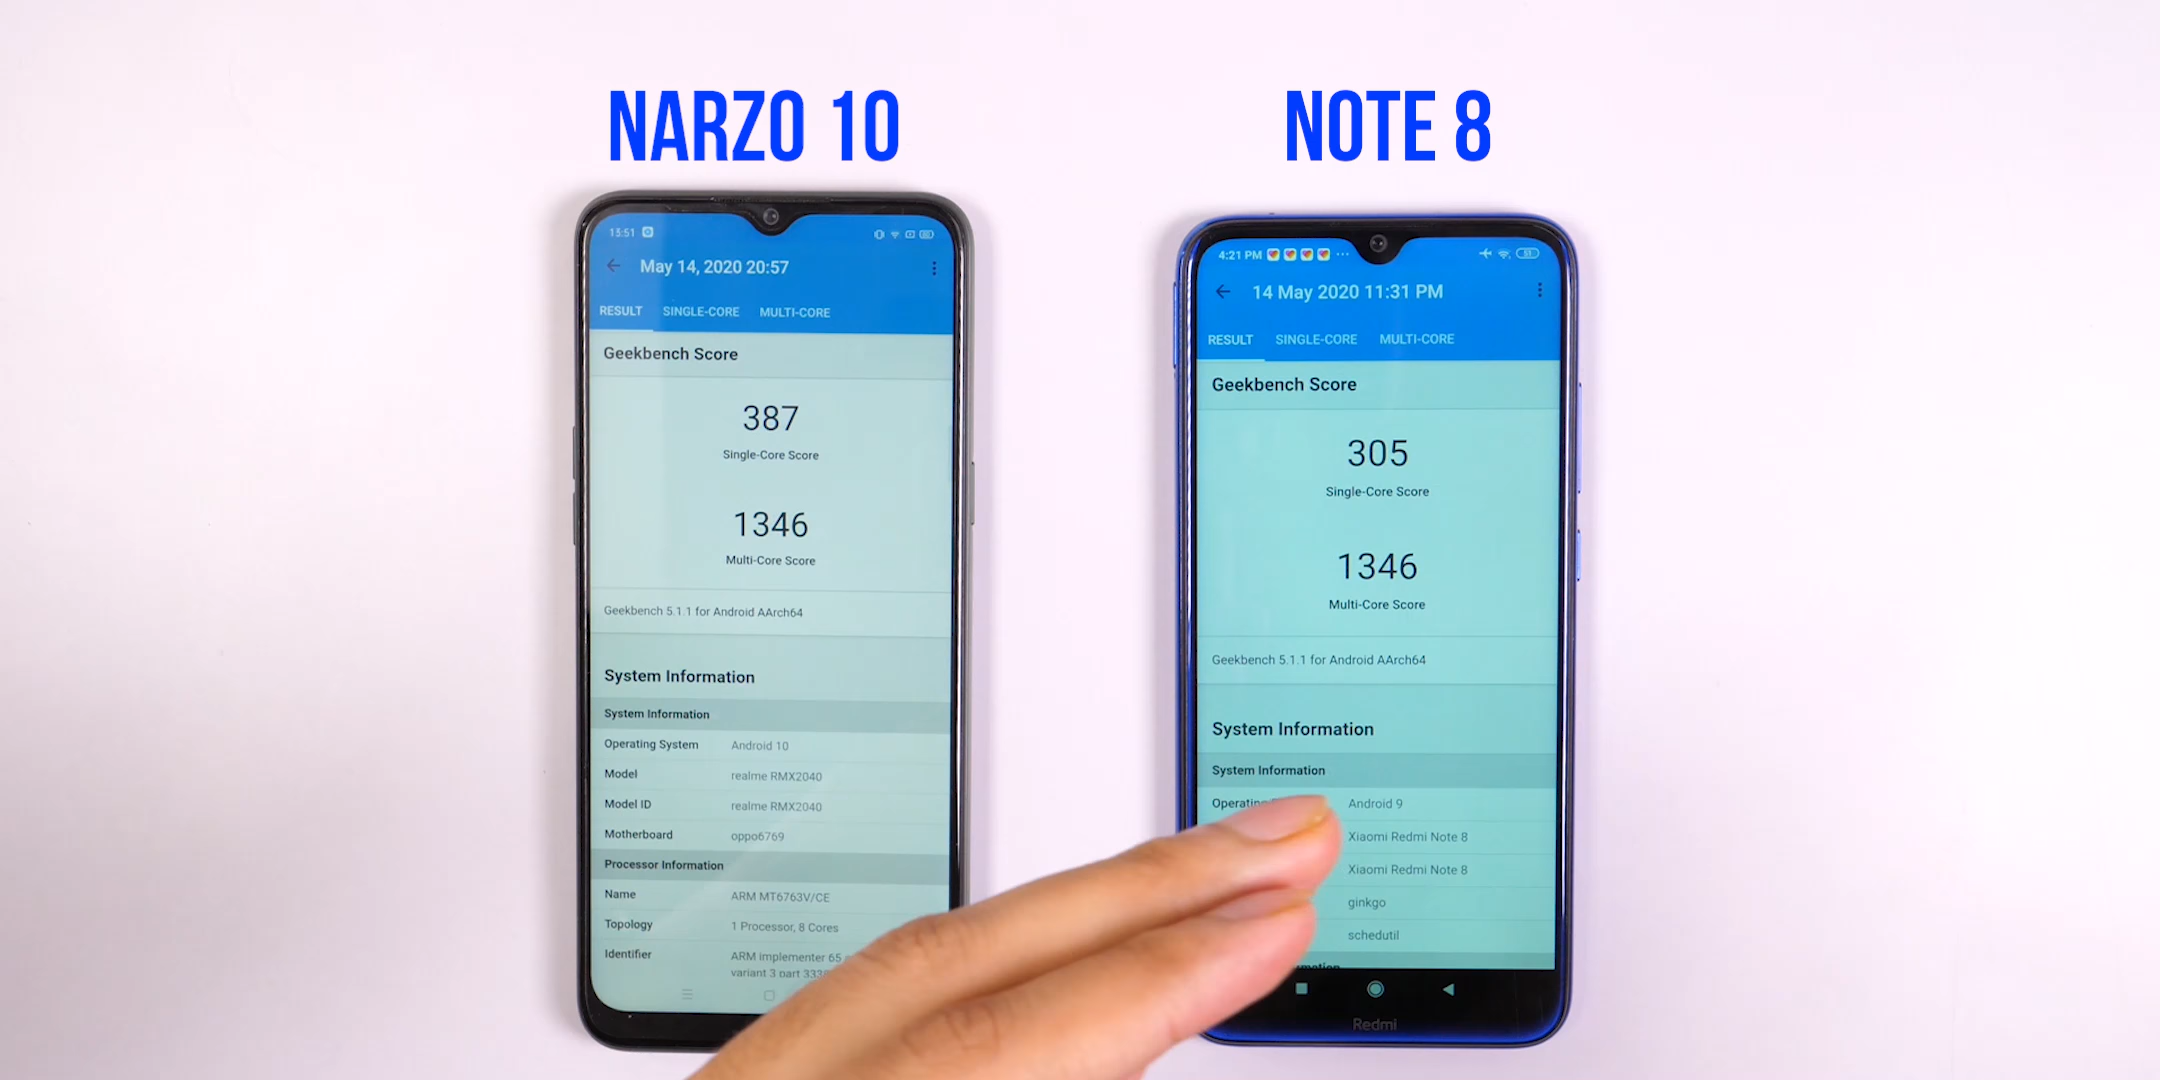 NARZO 10
NOTE 8
13:51
May 14, 2020 20:57
RESULT SINGLE-CORE MULTI-CORE
Geekbench Score
387
Single-Core Score
1346
Multi-Core Score
Geekbench 5.1.1 for Android AArch64
System Information
System Information
Operating System Android 10
Model realme RMX2040
Model ID realme RMX2040
Motherboard oppo6769
Processor Information
Name ARM MT6763V/CE
Topology 1 Processor, 8 Cores
Identifier ARM implementer 65
variant 3 part
4:21 PM
51
14 May 2020 11:31 PM
RESULT SINGLE-CORE MULTI-CORE
Geekbench Score
305
Single-Core Score
1346
Multi-Core Score
Geekbench 5.1.1 for Android AArch64
System Information
System Information
Android 9
Xiaomi Redmi Note 8
Xiaomi Redmi Note 8
ginkgo
schedutil
Redmi